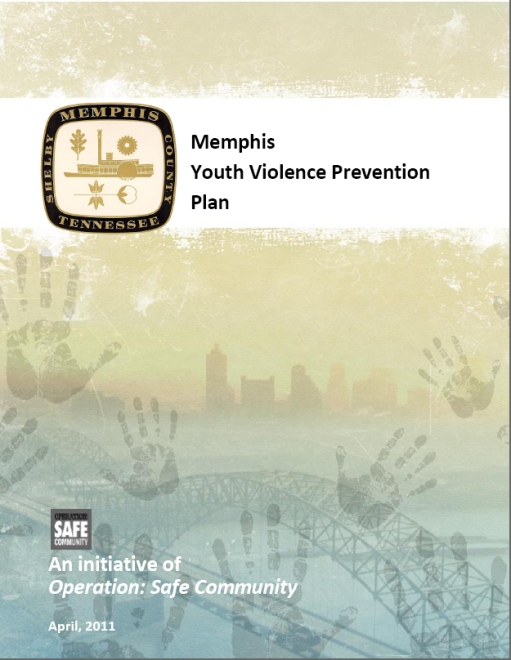 MEMPHIS
SHELBY
COUNTY
TENNESSEE
Memphis
Youth Violence Prevention
Plan
OPERATION:
SAFE
COMMUNITY
An initiative of
Operation: Safe Community
April, 2011